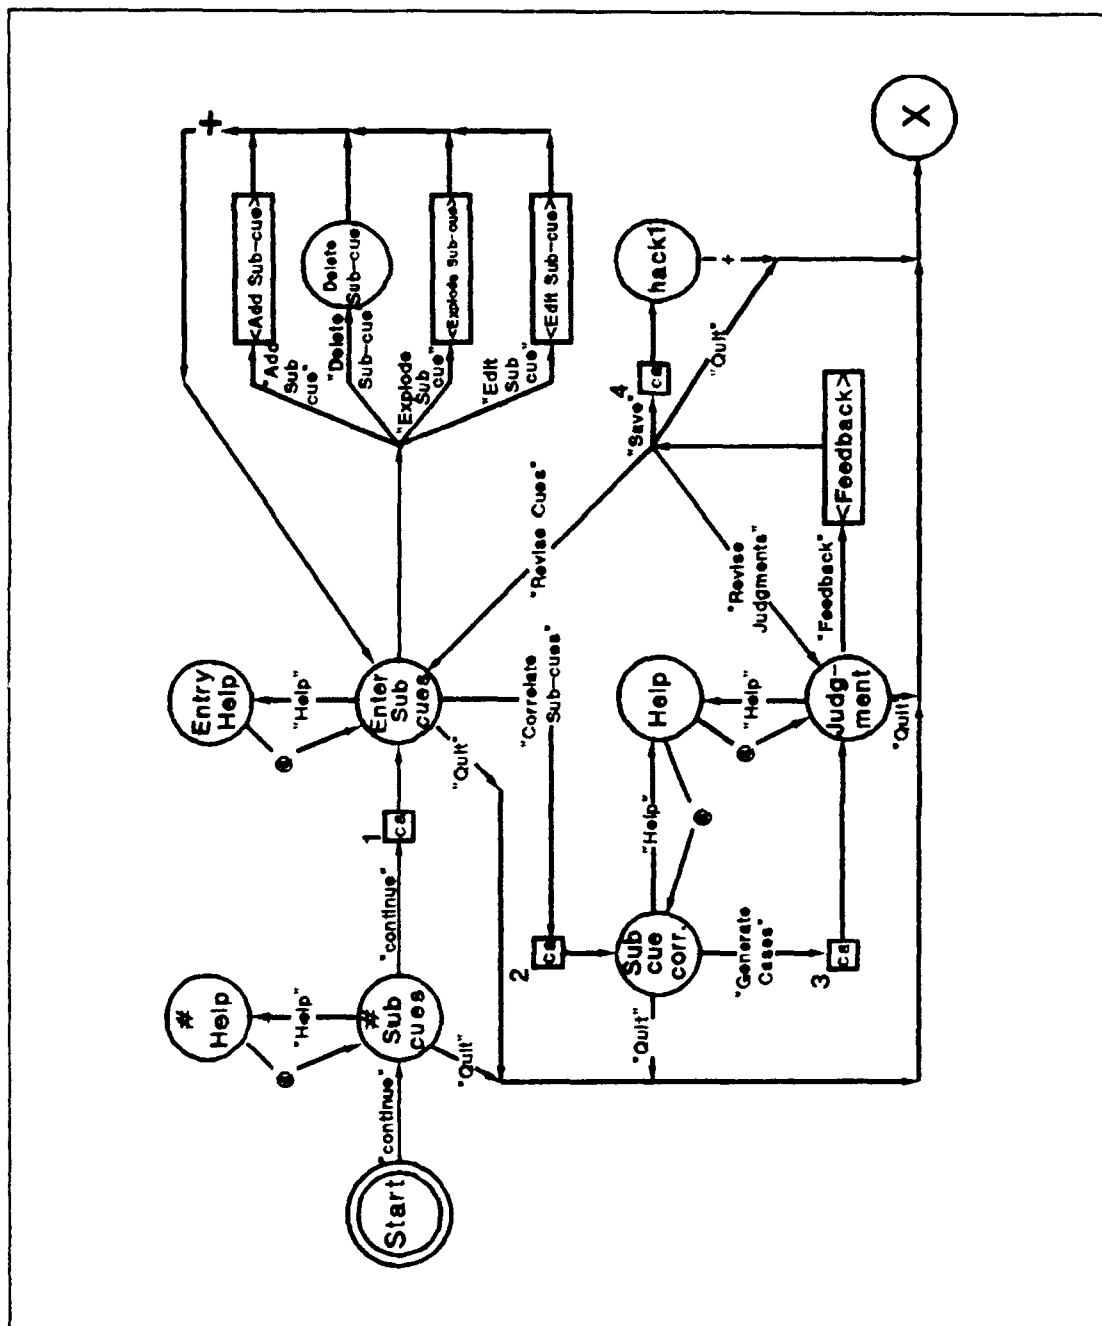 Start
"continue"
#
Sub
cues
"Help"
#
Help
@
"Quit"
"continue"
1
ca
Enter
Sub
cues
"Help"
Entry
Help
@
"Quit"
"Add
Sub
cue"
<Add Sub-cue>
"Delete
Sub-cue"
Delete
Sub-cue
"Explode
Sub
cue"
<Explode Sub-cue>
"Edit
Sub
cue"
<Edit Sub-cue>
+
"Correlate
Sub-cues"
2
ca
Sub
cue
corr.
"Help"
Help
@
"Quit"
"Generate
Cases"
3
ca
Judg-
ment
"Help"
@
"Quit"
"Feedback"
<Feedback>
"Revise Cues"
"Revise
Judgments"
"Save"
4
ca
hack1
+
"Quit"
X